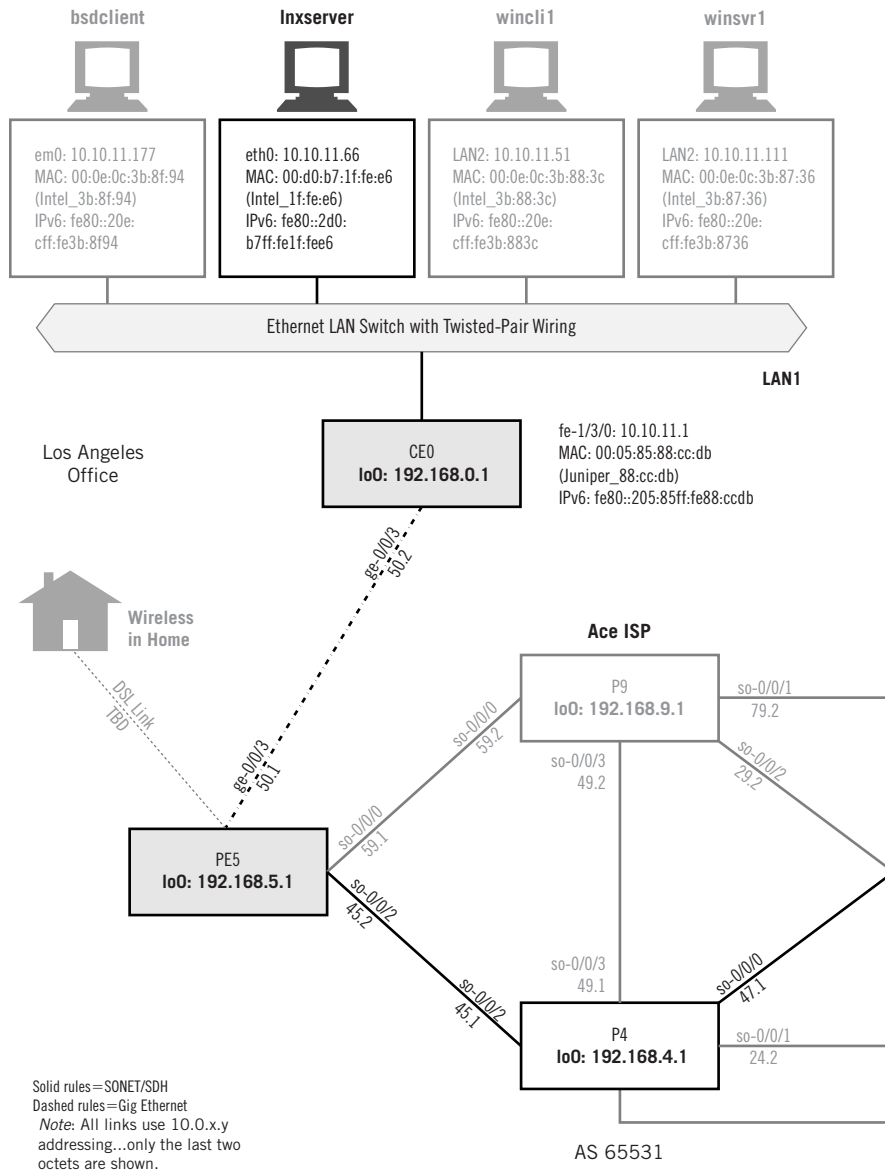 bsdclient
lnxserver
wincli1
winsvr1
em0: 10.10.11.177
MAC: 00:0e:0c:3b:8f:94
(Intel_3b:8f:94)
IPv6: fe80::20e:
cff:fe3b:8f94
eth0: 10.10.11.66
MAC: 00:d0:b7:1f:fe:e6
(Intel_1f:fe:e6)
IPv6: fe80::2d0:
b7ff:fe1f:fee6
LAN2: 10.10.11.51
MAC: 00:0e:0c:3b:88:3c
(Intel_3b:88:3c)
IPv6: fe80::20e:
cff:fe3b:883c
LAN2: 10.10.11.111
MAC: 00:0e:0c:3b:87:36
(Intel_3b:87:36)
IPv6: fe80::20e:
cff:fe3b:8736
Ethernet LAN Switch with Twisted-Pair Wiring
LAN1
Los Angeles
Office
CE0
lo0: 192.168.0.1
fe-1/3/0: 10.10.11.1
MAC: 00:05:85:88:cc:db
(Juniper_88:cc:db)
IPv6: fe80::205:85ff:fe88:ccdb
ge-0/0/3
50.2
Wireless
in Home
DSL Link
TBD
ge-0/0/3
50.1
Ace ISP
P9
lo0: 192.168.9.1
so-0/0/1
79.2
so-0/0/0
59.2
so-0/0/3
49.2
so-0/0/2
29.2
so-0/0/0
59.1
PE5
lo0: 192.168.5.1
so-0/0/2
45.2
so-0/0/2
45.1
so-0/0/3
49.1
so-0/0/0
47.1
P4
lo0: 192.168.4.1
so-0/0/1
24.2
Solid rules=SONET/SDH
Dashed rules=Gig Ethernet
Note: All links use 10.0.x.y
addressing...only the last two
octets are shown.
AS 65531